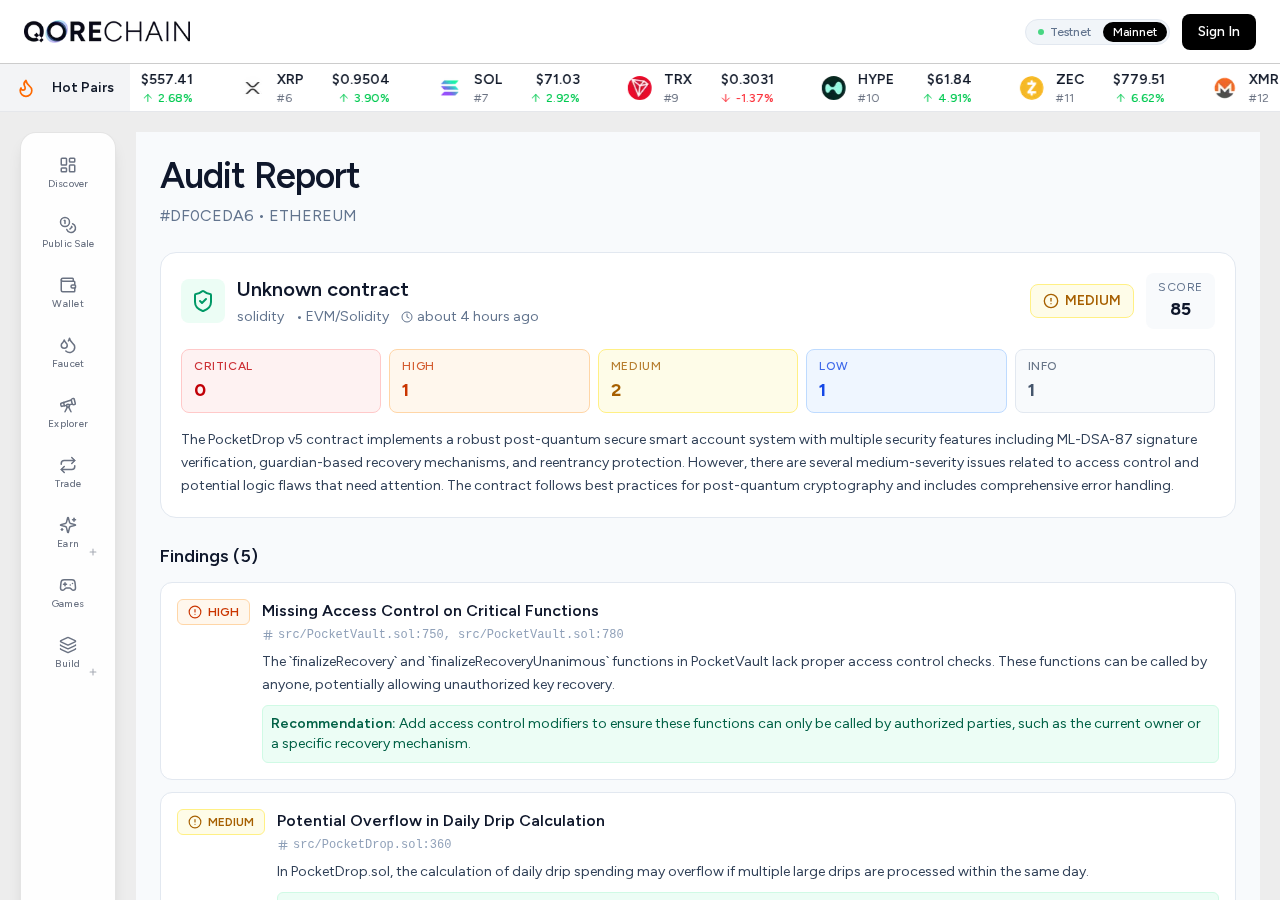 QORECHAIN
Testnet
Mainnet
Sign In
Hot Pairs
$557.41
2.68%
XRP
#6
$0.9504
3.90%
SOL
#7
$71.03
2.92%
TRX
#9
$0.3031
-1.37%
HYPE
#10
$61.84
4.91%
ZEC
#11
$779.51
6.62%
XMR
#12
Discover
Public Sale
Wallet
Faucet
Explorer
Trade
Earn
Games
Build
Audit Report
#DF0CEDA6 • ETHEREUM
Unknown contract
solidity • EVM/Solidity about 4 hours ago
MEDIUM
SCORE
85
CRITICAL
0
HIGH
1
MEDIUM
2
LOW
1
INFO
1
The PocketDrop v5 contract implements a robust post-quantum secure smart account system with multiple security features including ML-DSA-87 signature
verification, guardian-based recovery mechanisms, and reentrancy protection. However, there are several medium-severity issues related to access control and
potential logic flaws that need attention. The contract follows best practices for post-quantum cryptography and includes comprehensive error handling.
Findings (5)
HIGH
Missing Access Control on Critical Functions
src/PocketVault.sol:750, src/PocketVault.sol:780
The `finalizeRecovery` and `finalizeRecoveryUnanimous` functions in PocketVault lack proper access control checks. These functions can be called by
anyone, potentially allowing unauthorized key recovery.
Recommendation: Add access control modifiers to ensure these functions can only be called by authorized parties, such as the current owner or
a specific recovery mechanism.
MEDIUM
Potential Overflow in Daily Drip Calculation
src/PocketDrop.sol:360
In PocketDrop.sol, the calculation of daily drip spending may overflow if multiple large drips are processed within the same day.